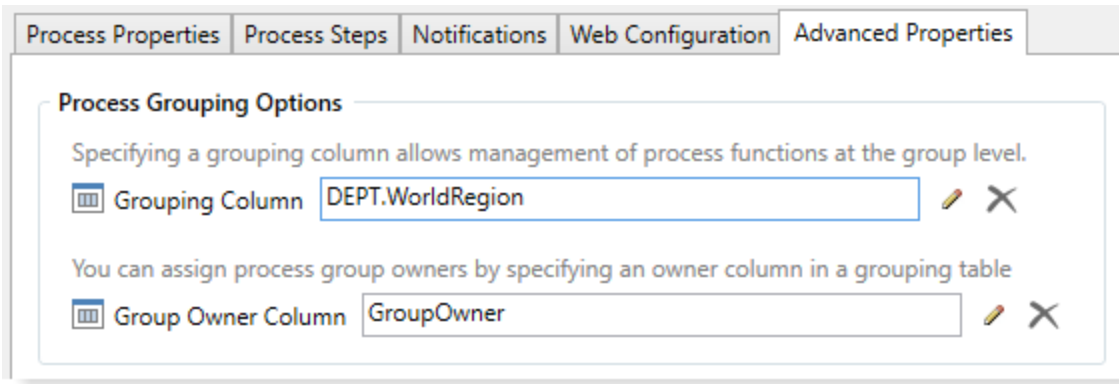 Process Properties Process Steps Notifications Web Configuration Advanced Properties
Process Grouping Options
Specifying a grouping column allows management of process functions at the group level.
Grouping Column DEPT.WorldRegion
You can assign process group owners by specifying an owner column in a grouping table
Group Owner Column GroupOwner